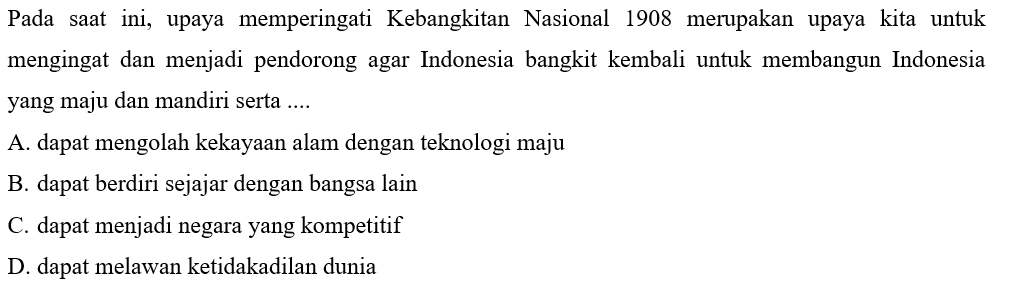 Pada saat ini, upaya memperingati Kebangkitan Nasional 1908 merupakan upaya kita untuk
mengingat dan menjadi pendorong agar Indonesia bangkit kembali untuk membangun Indonesia
yang maju dan mandiri serta ....
A. dapat mengolah kekayaan alam dengan teknologi maju
B. dapat berdiri sejajar dengan bangsa lain
C. dapat menjadi negara yang kompetitif
D. dapat melawan ketidakadilan dunia